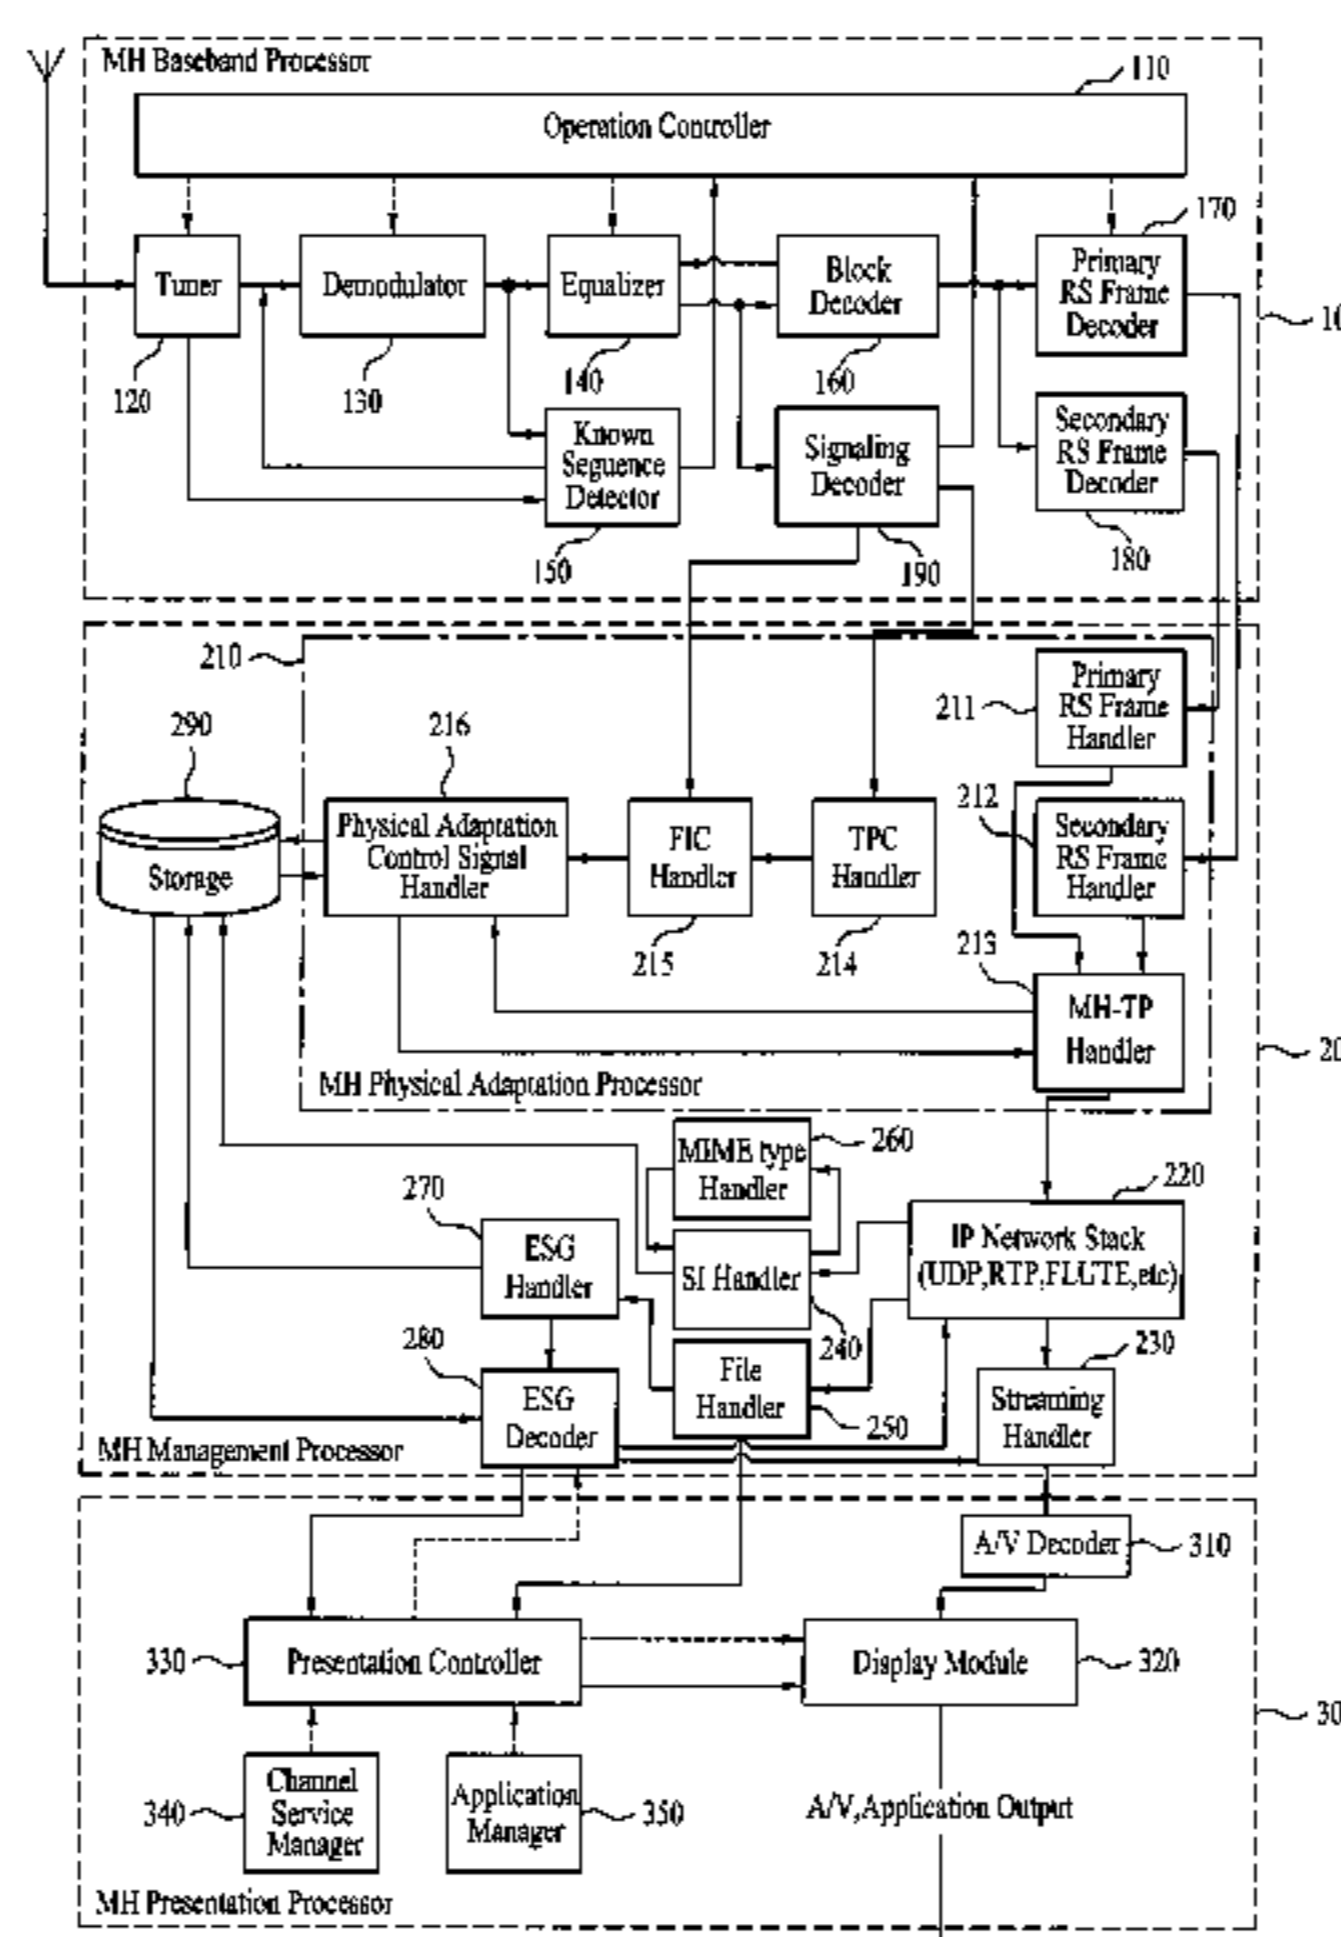 MH Baseband Processor
110
Operation Controller
170
Tuner
Demodulator
Equalizer
Block
Decoder
Primary
RS Frame
Decoder
10
120
130
140
160
Known
Seguence
Detector
Signaling
Decoder
Secondary
RS Frame
Decoder
150
190
180
210
Primary
RS Frame
Handler
211
290
216
212
Storage
Physical Adaptation
Control Signal
Handler
FIC
Handler
TPC
Handler
Secondary
RS Frame
Handler
215
214
213
MH-TP
Handler
20
MH Physical Adaptation Processor
MIME type
Handler
260
270
220
ESG
Handler
SI Handler
IP Network Stack
(UDP,RTP,FLUTE,etc)
280
240
230
ESG
Decoder
File
Handler
250
Streaming
Handler
MH Management Processor
A/V Decoder
310
330
Presentation Controller
Display Module
320
30
340
Channel
Service
Manager
Application
Manager
350
A/V,Application Output
MH Presentation Processor